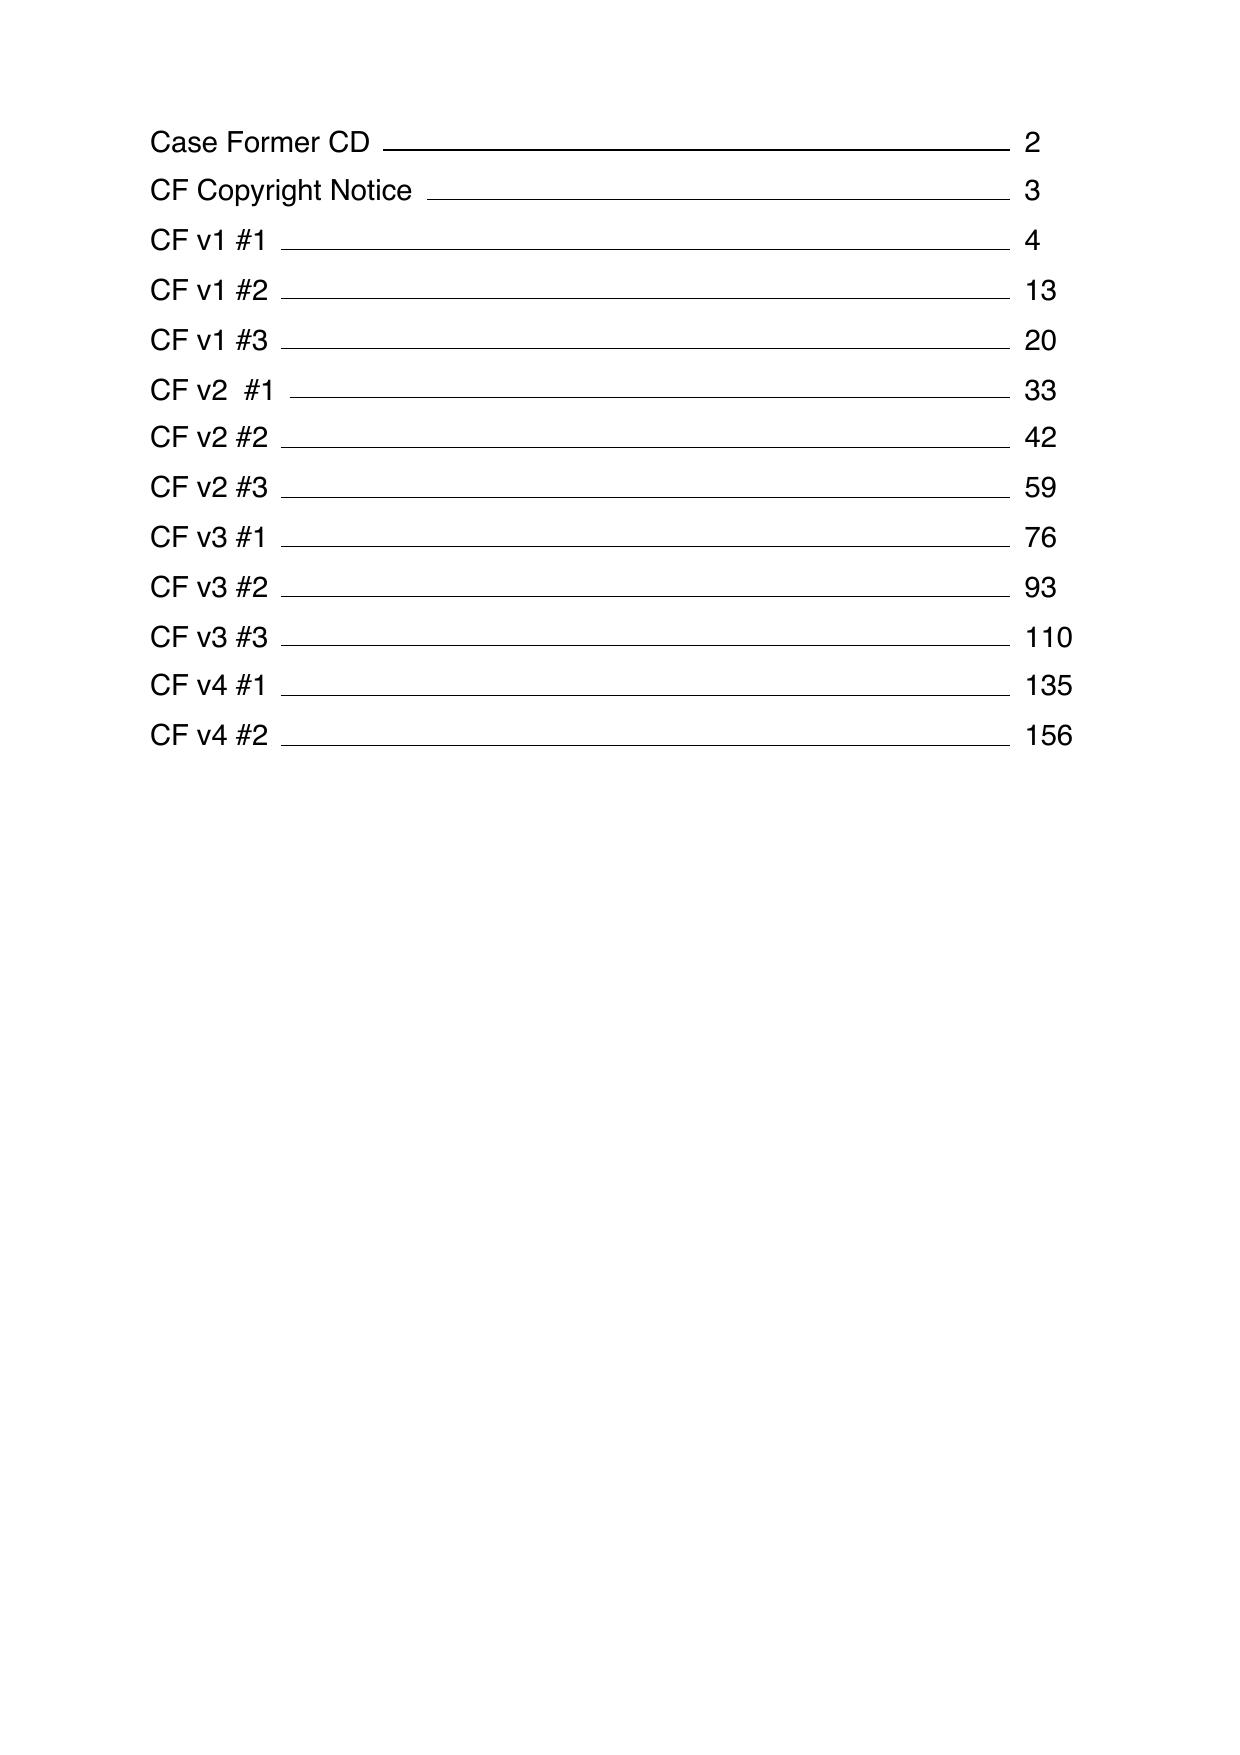 Case Former CD 2
CF Copyright Notice 3
CF v1 #1 4
CF v1 #2 13
CF v1 #3 20
CF v2  #1 33
CF v2 #2 42
CF v2 #3 59
CF v3 #1 76
CF v3 #2 93
CF v3 #3 110
CF v4 #1 135
CF v4 #2 156